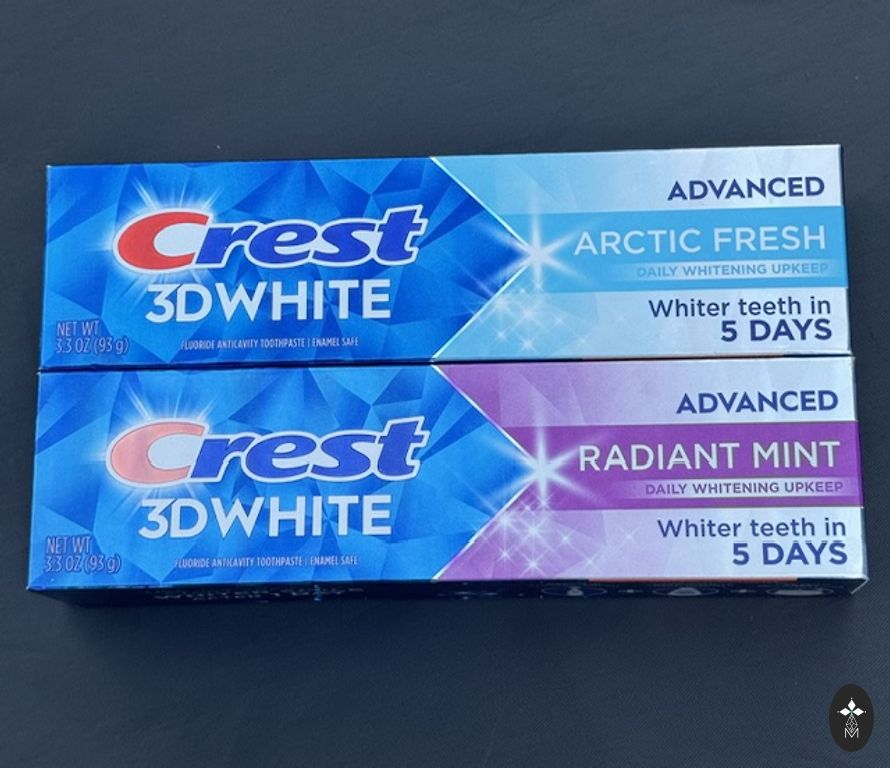 Crest
3DWHITE
NET WT
3.3 OZ (93 g)
FLUORIDE ANTICAVITY TOOTHPASTE | ENAMEL SAFE
ADVANCED
ARCTIC FRESH
DAILY WHITENING UPKEEP
Whiter teeth in
5 DAYS
Crest
3DWHITE
NET WT
3.3 OZ (93 g)
FLUORIDE ANTICAVITY TOOTHPASTE | ENAMEL SAFE
ADVANCED
RADIANT MINT
DAILY WHITENING UPKEEP
Whiter teeth in
5 DAYS
M